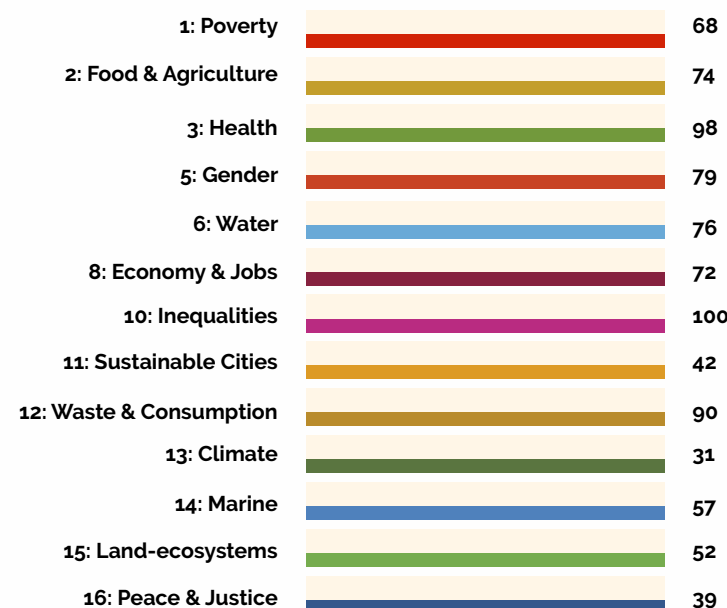 1: Poverty 68
2: Food & Agriculture 74
3: Health 98
5: Gender 79
6: Water 76
8: Economy & Jobs 72
10: Inequalities 100
11: Sustainable Cities 42
12: Waste & Consumption 90
13: Climate 31
14: Marine 57
15: Land-ecosystems 52
16: Peace & Justice 39